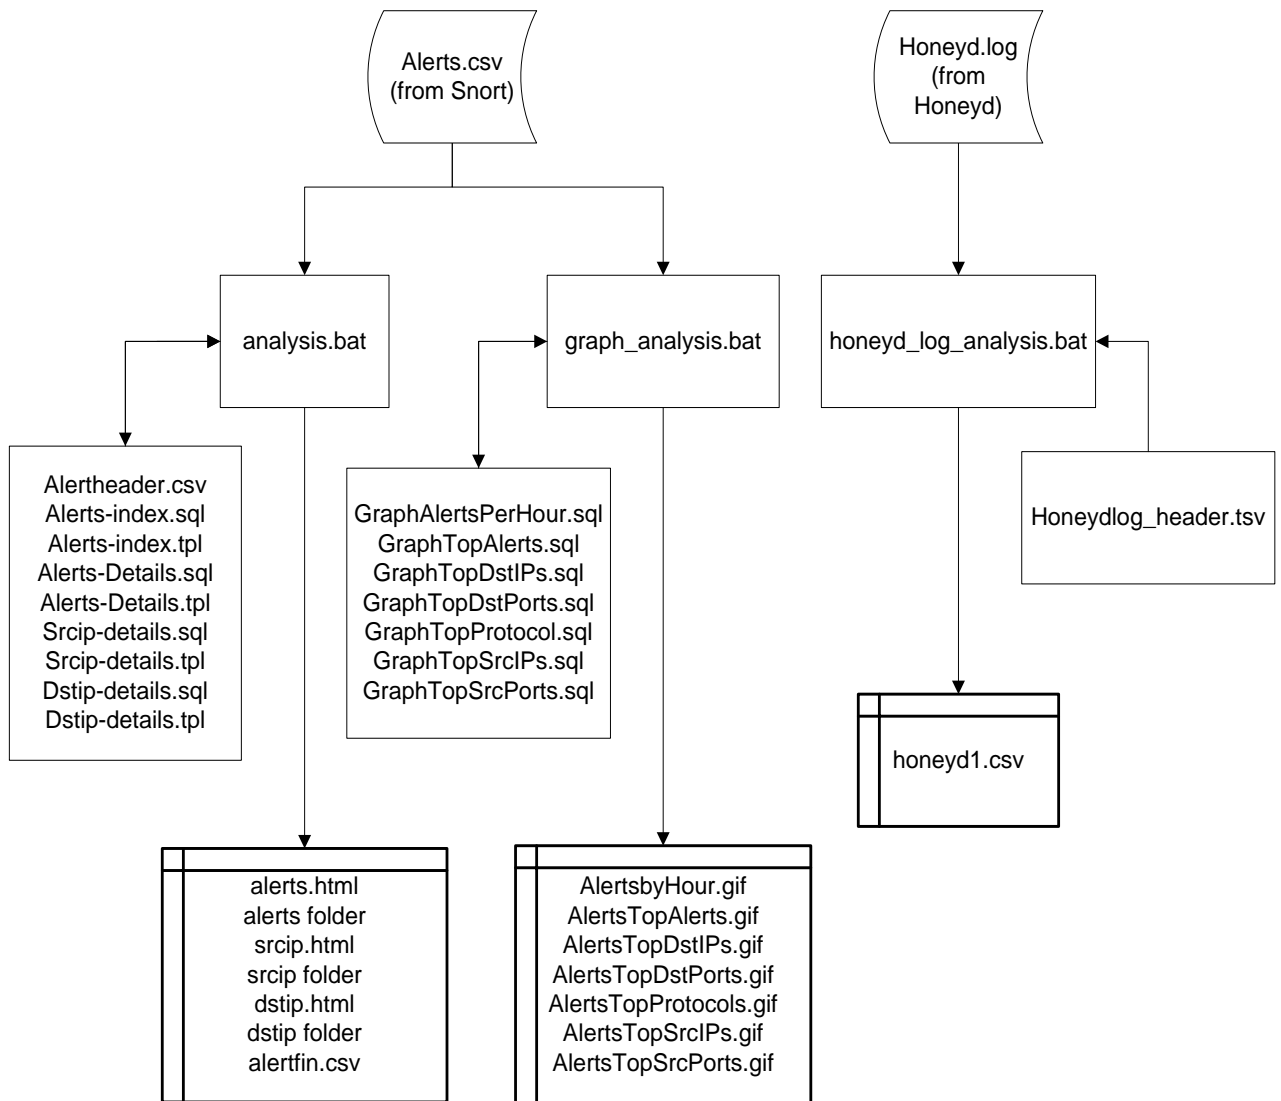 Alerts.csv
(from Snort)
Honeyd.log
(from
Honeyd)
analysis.bat
graph_analysis.bat
honeyd_log_analysis.bat
Alertheader.csv
Alerts-index.sql
Alerts-index.tpl
Alerts-Details.sql
Alerts-Details.tpl
Srcip-details.sql
Srcip-details.tpl
Dstip-details.sql
Dstip-details.tpl
GraphAlertsPerHour.sql
GraphTopAlerts.sql
GraphTopDstIPs.sql
GraphTopDstPorts.sql
GraphTopProtocol.sql
GraphTopSrcIPs.sql
GraphTopSrcPorts.sql
Honeydlog_header.tsv
honeyd1.csv
alerts.html
alerts folder
srcip.html
srcip folder
dstip.html
dstip folder
alertfin.csv
AlertsbyHour.gif
AlertsTopAlerts.gif
AlertsTopDstIPs.gif
AlertsTopDstPorts.gif
AlertsTopProtocols.gif
AlertsTopSrcIPs.gif
AlertsTopSrcPorts.gif